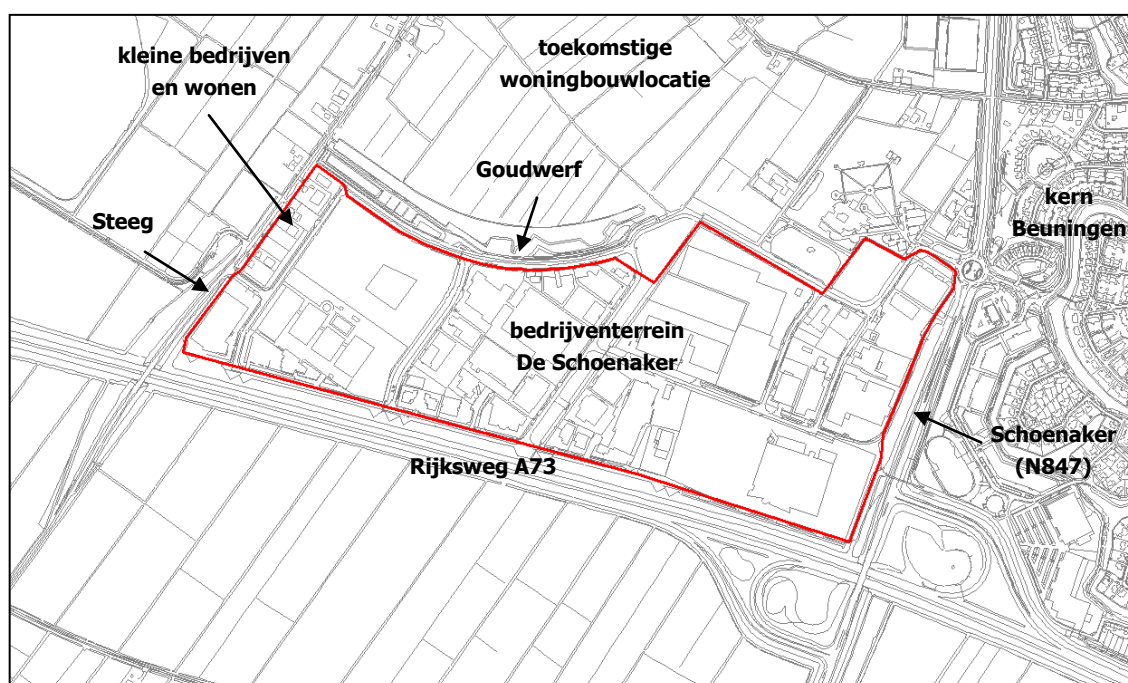 kleine bedrijven
en wonen
toekomstige
woningbouwlocatie
Goudwerf
kern
Beuningen
Steeg
bedrijventerrein
De Schoenaker
Schoenaker
(N847)
Rijksweg A73